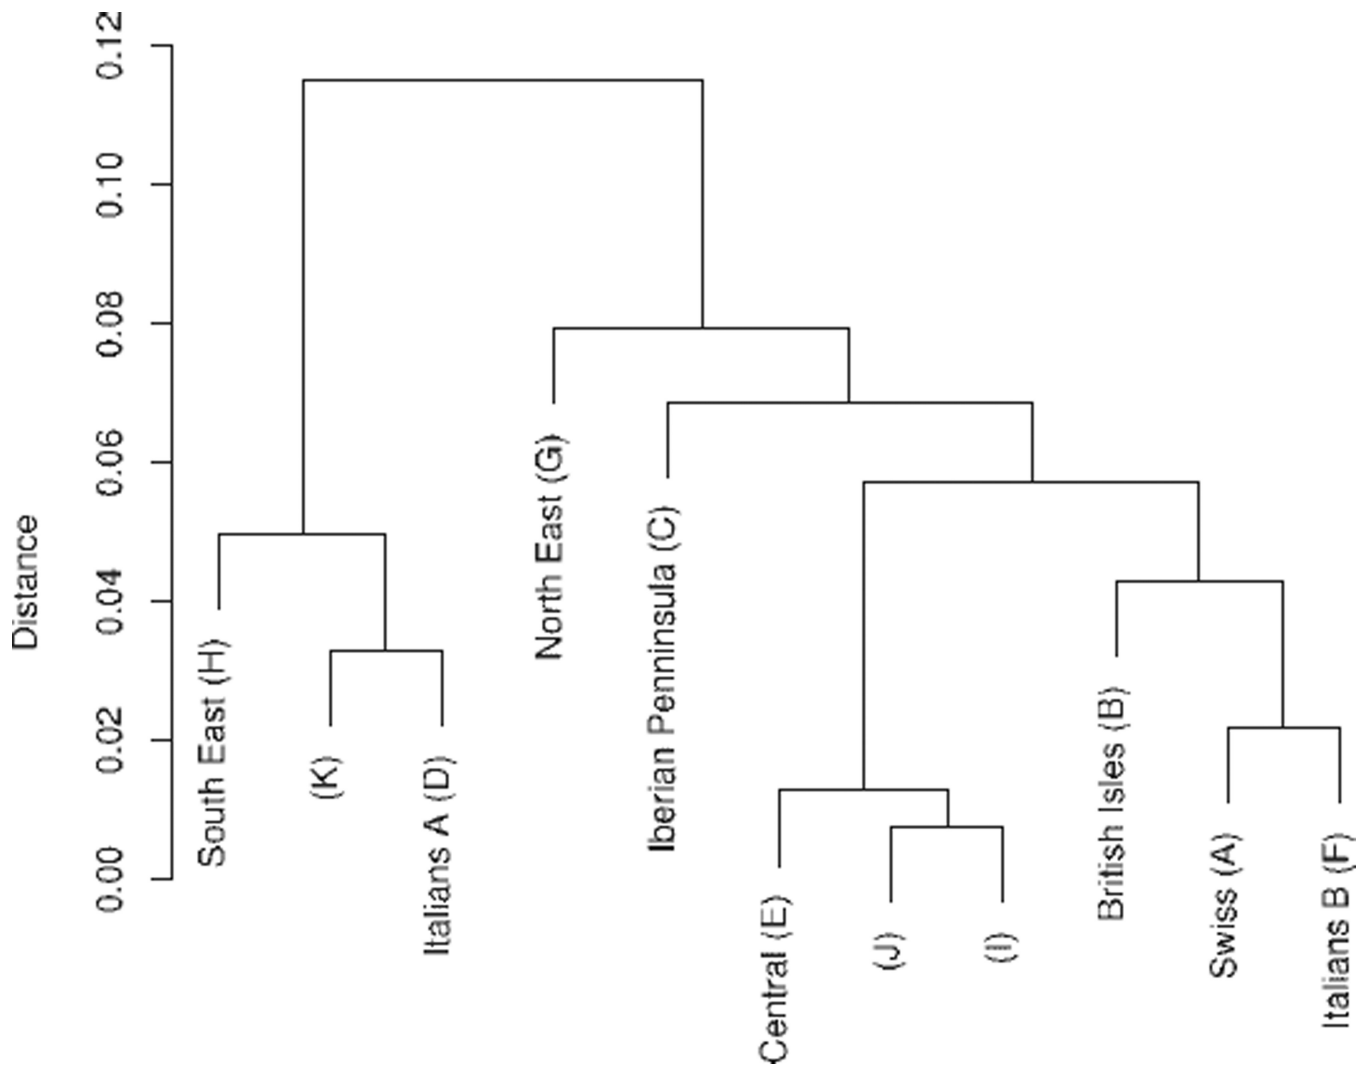 Distance
0.12
0.10
0.08
0.06
0.04
0.02
0.00
South East (H)
(K)
Italians A (D)
North East (G)
Iberian Penninsula (C)
Central (E)
(J)
(I)
British Isles (B)
Swiss (A)
Italians B (F)